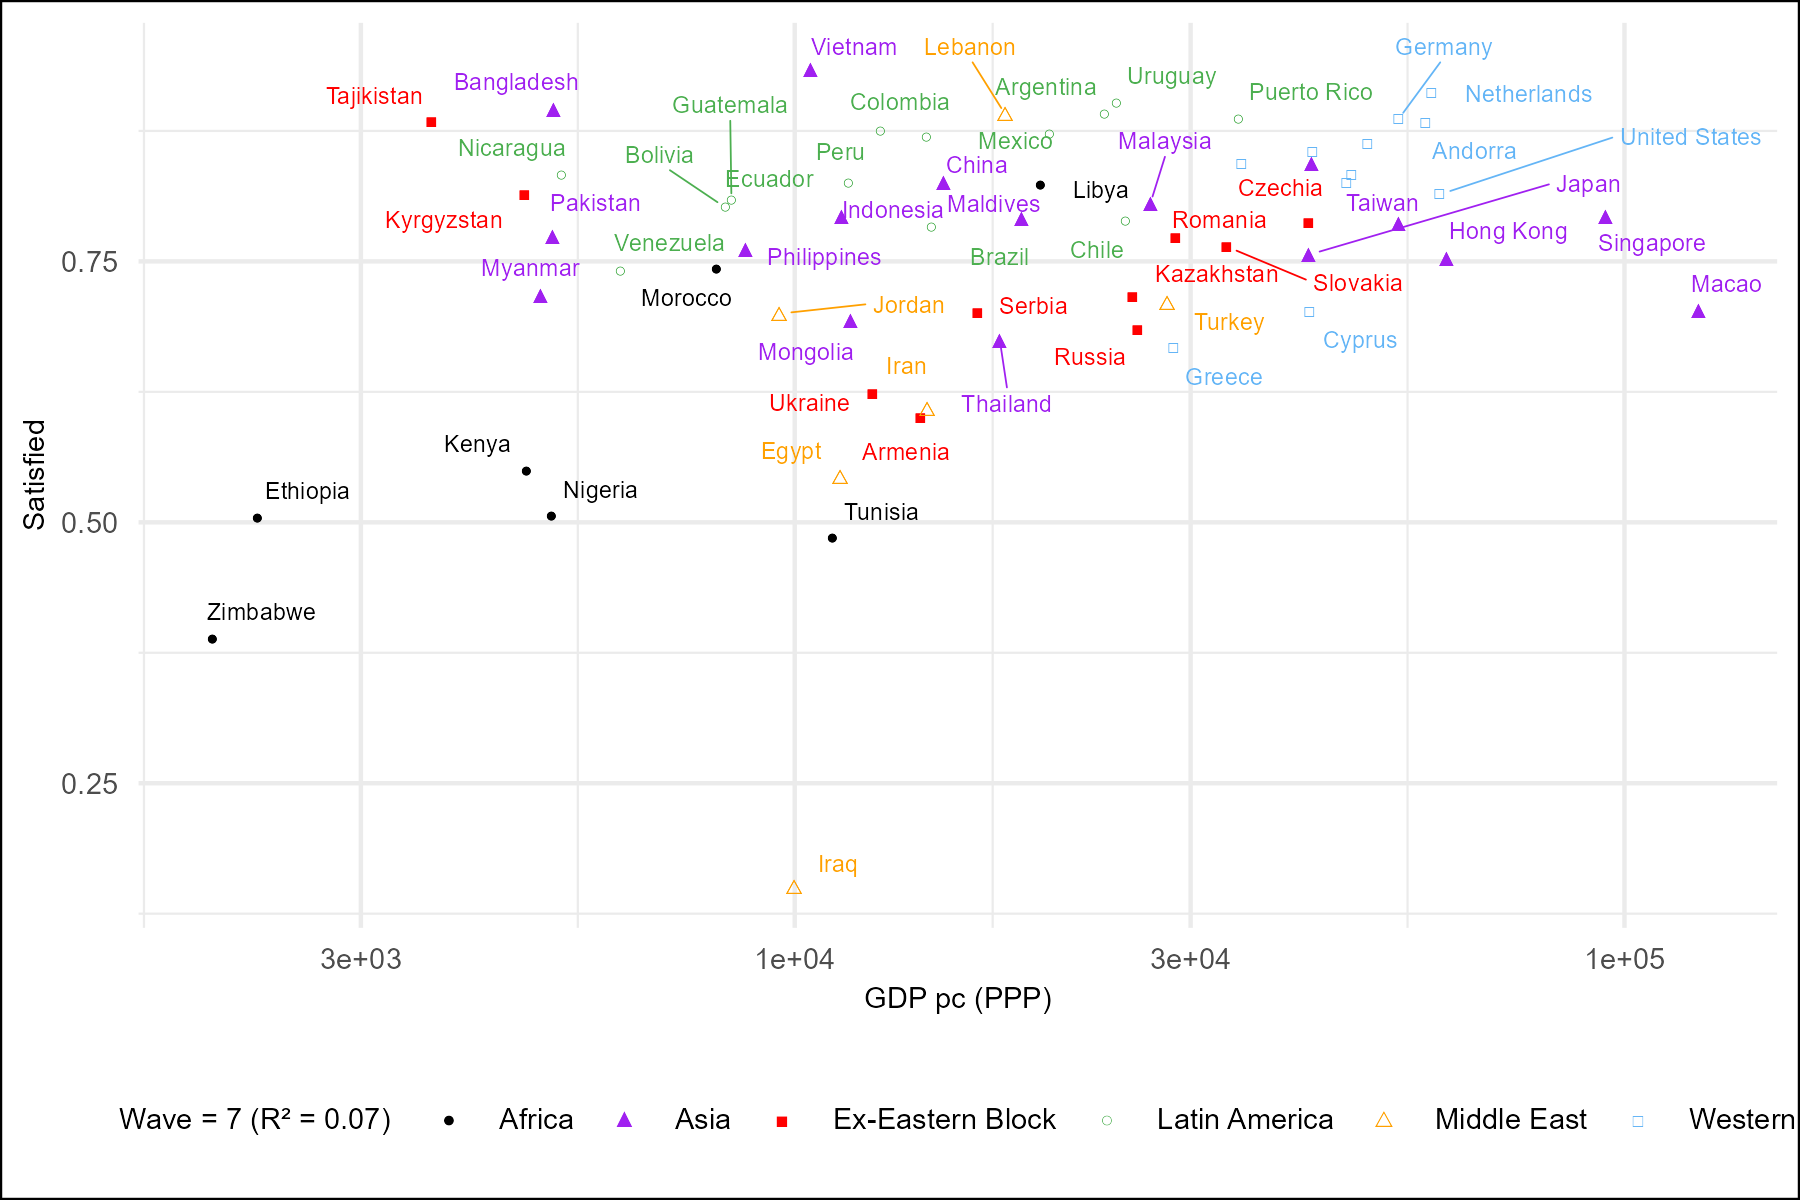 Vietnam
Lebanon
Germany
Bangladesh
Uruguay
Tajikistan
Guatemala
Colombia
Argentina
Puerto Rico
Netherlands
Nicaragua
Bolivia
Peru
Mexico
Malaysia
Andorra
United States
China
Ecuador
Kyrgyzstan
Pakistan
Indonesia
Maldives
Libya
Czechia
Taiwan
Japan
Venezuela
Romania
Hong Kong
Singapore
Myanmar
Philippines
Brazil
Chile
Kazakhstan
Slovakia
Macao
Morocco
Jordan
Serbia
Turkey
Cyprus
Mongolia
Iran
Russia
Greece
Ukraine
Thailand
Kenya
Egypt
Armenia
Ethiopia
Nigeria
Tunisia
Zimbabwe
Iraq
0.75
0.50
0.25
Satisfied
3e+03
1e+04
3e+04
1e+05
GDP pc (PPP)
Wave = 7 (R² = 0.07) Africa Asia Ex-Eastern Block Latin America Middle East Western